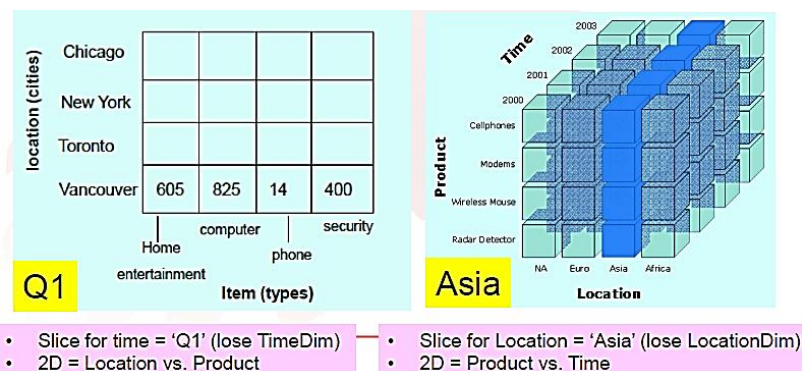 location (cities)
Chicago
New York
Toronto
Vancouver 605 825 14 400
Home
entertainment
computer
phone
security
Item (types)
Q1
Time
2003
2002
2001
2000
Product
Cellphones
Modems
Wireless Mouse
Radar Detector
NA Euro Asia Africa
Location
Asia
• Slice for time = ‘Q1’ (lose TimeDim)
• 2D = Location vs. Product
• Slice for Location = ‘Asia’ (lose LocationDim)
• 2D = Product vs. Time